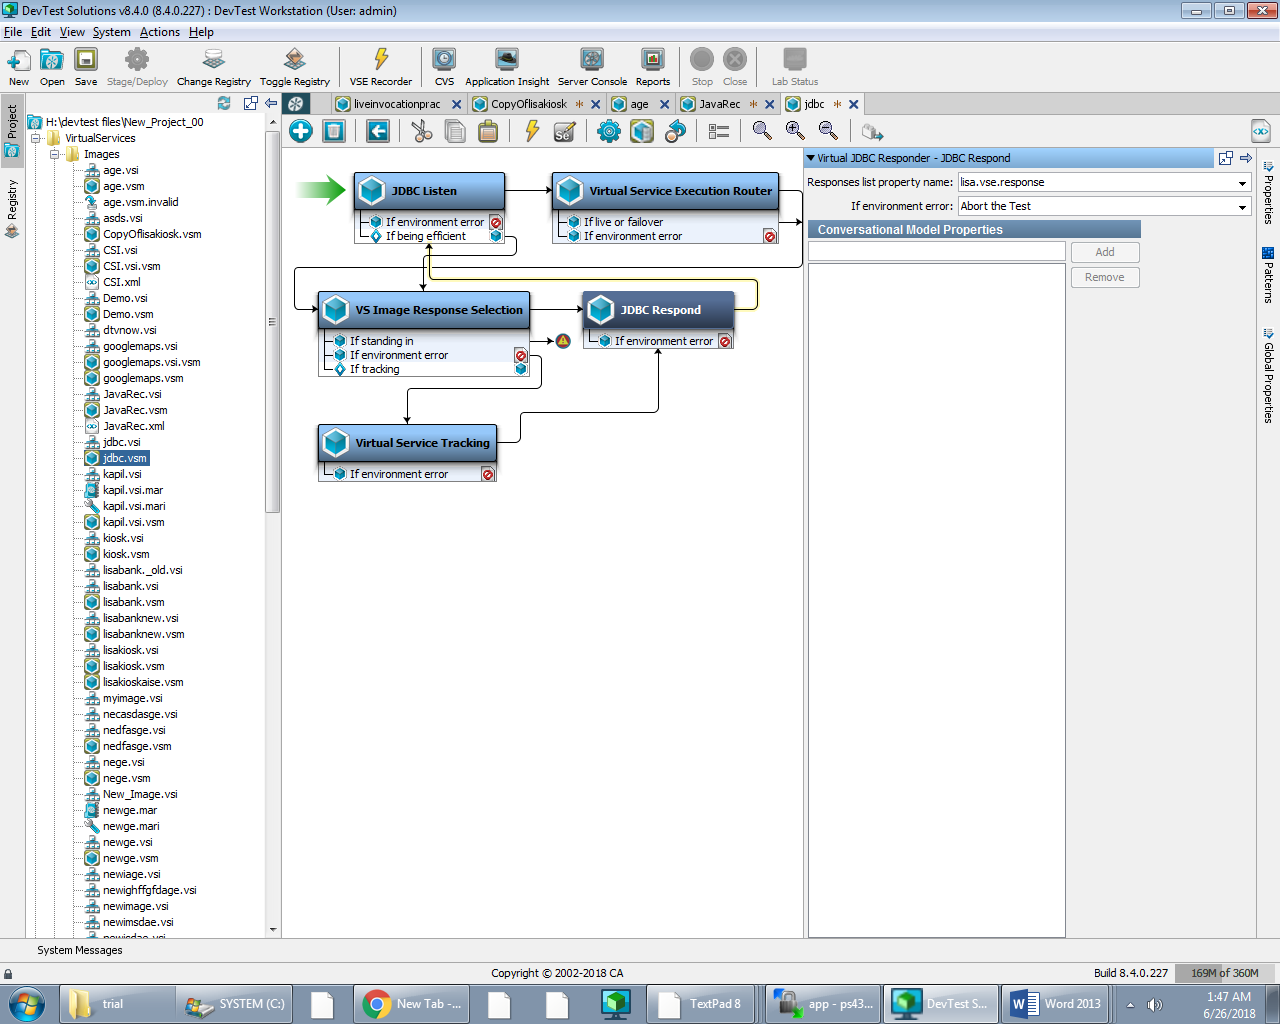 DevTest Solutions v8.4.0 (8.4.0.227) : DevTest Workstation (User: admin)
File Edit View System Actions Help
New Open Save Stage/Deploy Change Registry Toggle Registry VSE Recorder CVS Application Insight Server Console Reports Stop Close Lab Status
liveinvocationprac CopyOflisakiosk age JavaRec jdbc
Project
Registry
H:\devtest files\New_Project_00
VirtualServices
Images
age.vsi
age.vsm
age.vsm.invalid
asds.vsi
CopyOflisakiosk.vsm
CSI.vsi
CSI.vsi.vsm
CSI.xml
Demo.vsi
Demo.vsm
dtvnow.vsi
googlemaps.vsi
googlemaps.vsi.vsm
googlemaps.vsm
JavaRec.vsi
JavaRec.vsm
JavaRec.xml
jdbc.vsi
jdbc.vsm
kapil.vsi
kapil.vsi.mar
kapil.vsi.mari
kapil.vsi.vsm
kiosk.vsi
kiosk.vsm
lisabank._old.vsi
lisabank.vsi
lisabank.vsm
lisabanknew.vsi
lisabanknew.vsm
lisakiosk.vsi
lisakiosk.vsm
lisakioskaise.vsm
myimage.vsi
necasdasge.vsi
nedfasge.vsi
nedfasge.vsm
nege.vsi
nege.vsm
New_Image.vsi
newge.mar
newge.mari
newge.vsi
newge.vsm
newiage.vsi
newighffgfdage.vsi
newimage.vsi
newimsdae.vsi
JDBC Listen
If environment error
If being efficient
Virtual Service Execution Router
If live or failover
If environment error
VS Image Response Selection
If standing in
If environment error
If tracking
JDBC Respond
If environment error
Virtual Service Tracking
If environment error
Virtual JDBC Responder - JDBC Respond
Responses list property name: lisa.vse.response
If environment error: Abort the Test
Conversational Model Properties
Add
Remove
Properties
Patterns
Global Properties
System Messages
Copyright © 2002-2018 CA
Build 8.4.0.227
169M of 360M
trial
SYSTEM (C:)
New Tab -...
TextPad 8
app - ps43...
DevTest S...
Word 2013
1:47 AM
6/26/2018